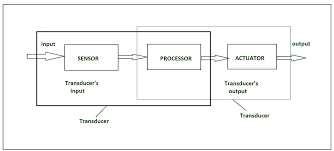 input
output
SENSOR
PROCESSOR
ACTUATOR
Transducer's
input
Transducer's
output
Transducer
Transducer